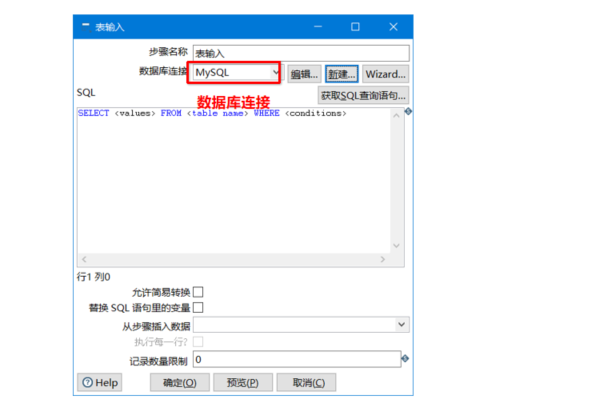 表输入
步骤名称 表输入
数据库连接 MySQL 编辑... 新建... Wizard...
SQL 获取SQL查询语句...
数据库连接
SELECT <values> FROM <table name> WHERE <conditions>
行1 列0
允许简易转换
替换 SQL 语句里的变量
从步骤插入数据
执行每一行?
记录数量限制 0
Help 确定(O) 预览(P) 取消(C)